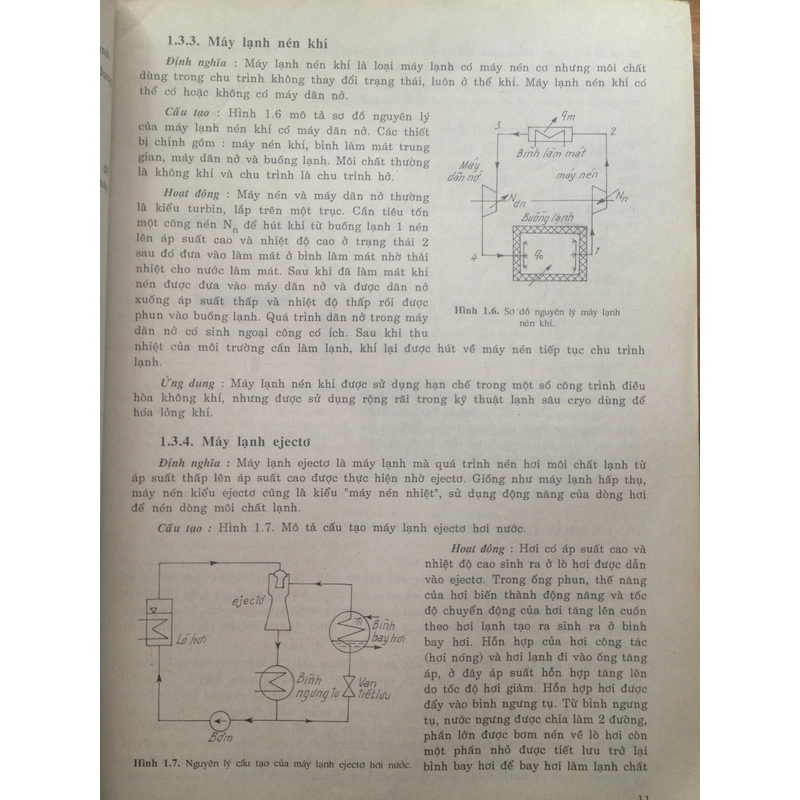 1.3.3. Máy lạnh nén khí
Định nghĩa : Máy lạnh nén khí là loại máy lạnh có máy nén cơ nhưng môi chất
dùng trong chu trình không thay đổi trạng thái, luôn ở thể khí. Máy lạnh nén khí có
thể có hoặc không có máy dãn nở.
Cấu tạo : Hình 1.6 mô tả sơ đồ nguyên lý
của máy lạnh nén khí có máy dãn nở. Các thiết
bị chính gồm : máy nén khí, bình làm mát trung
gian, máy dãn nở và buồng lạnh. Môi chất thường
là không khí và chu trình là chu trình hở.
Hoạt động : Máy nén và máy dãn nở thường
là kiểu turbin, lắp trên một trục. Cần tiêu tốn
một công nén Nn để hút khí từ buồng lạnh 1 nén
lên áp suất cao và nhiệt độ cao ở trạng thái 2
sau đó đưa vào làm mát ở bình làm mát nhờ thải
nhiệt cho nước làm mát. Sau khi đã làm mát khí
nén được đưa vào máy dãn nở và được dãn nở
xuống áp suất thấp và nhiệt độ thấp rồi được
phun vào buồng lạnh. Quá trình dãn nở trong máy
dãn nở có sinh ngoại công có ích. Sau khi thu
nhiệt của môi trường cần làm lạnh, khí lại được hút về máy nén tiếp tục chu trình
lạnh.
qm
3
2
Bình làm mát
Máy
dãn nở
máy nén
Ndn
Nn
Buồng lạnh
4
qo
1
Hình 1.6. Sơ đồ nguyên lý máy lạnh
nén khí.
Ứng dụng : Máy lạnh nén khí được sử dụng hạn chế trong một số công trình điều
hòa không khí, nhưng được sử dụng rộng rãi trong kỹ thuật lạnh sâu cryo dùng để
hóa lỏng khí.
1.3.4. Máy lạnh ejectơ
Định nghĩa : Máy lạnh ejectơ là máy lạnh mà quá trình nén hơi môi chất lạnh từ
áp suất thấp lên áp suất cao được thực hiện nhờ ejectơ. Giống như máy lạnh hấp thụ,
máy nén kiểu ejectơ cũng là kiểu "máy nén nhiệt", sử dụng động năng của dòng hơi
để nén dòng môi chất lạnh.
Cấu tạo : Hình 1.7. Mô tả cấu tạo máy lạnh ejectơ hơi nước.
ejectơ
Lò hơi
Bình
bay hơi
Bình
ngưng tụ
Van
tiết lưu
Bơm
Hình 1.7. Nguyên lý cấu tạo của máy lạnh ejectơ hơi nước.
Hoạt động : Hơi có áp suất cao và
nhiệt độ cao sinh ra ở lò hơi được dẫn
vào ejectơ. Trong ống phun, thế năng
của hơi biến thành động năng và tốc
độ chuyển động của hơi tăng lên cuốn
theo hơi lạnh tạo ra sinh ra ở bình
bay hơi. Hỗn hợp của hơi công tác
(hơi nóng) và hơi lạnh đi vào ống tăng
áp, ở đây áp suất hỗn hợp tăng lên
do tốc độ hơi giảm. Hỗn hợp hơi được
đẩy vào bình ngưng tụ. Từ bình ngưng
tụ, nước ngưng được chia làm 2 đường,
phần lớn được bơm nén về lò hơi còn
một phần nhỏ được tiết lưu trở lại
bình bay hơi để bay hơi làm lạnh chất
11